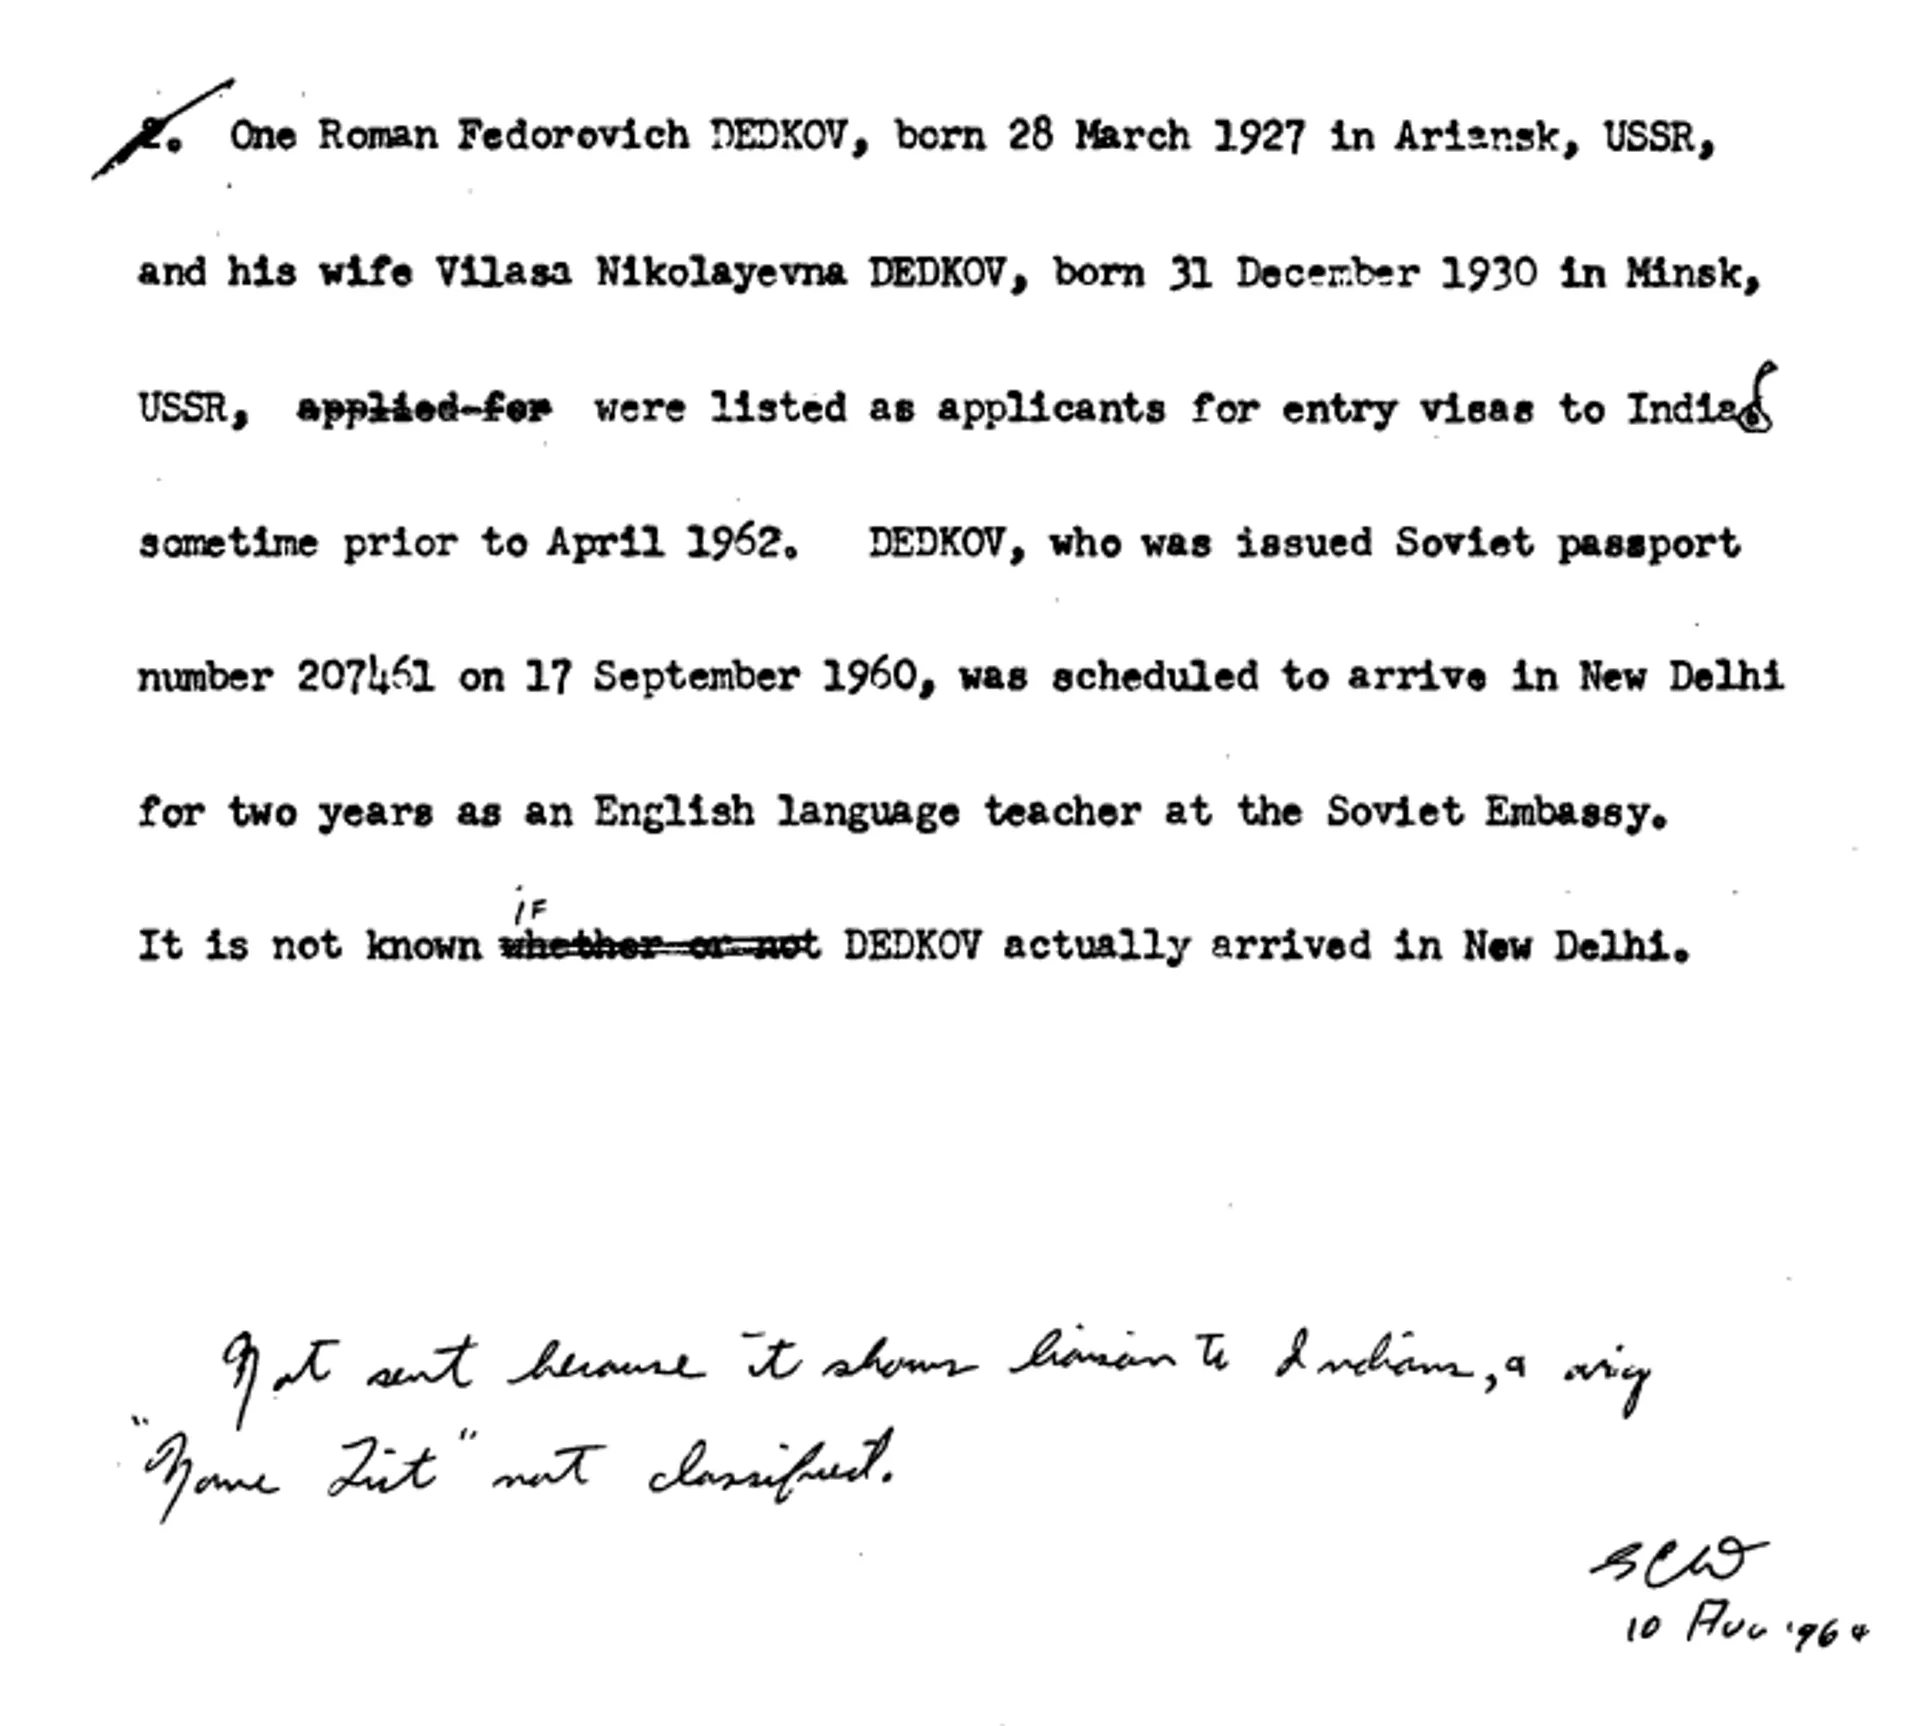 2. One Roman Fedorovich DEDKOV, born 28 March 1927 in Ariansk, USSR,
and his wife Vilasa Nikolayevna DEDKOV, born 31 December 1930 in Minsk,
USSR, applied for were listed as applicants for entry visas to India
sometime prior to April 1962. DEDKOV, who was issued Soviet passport
number 207461 on 17 September 1960, was scheduled to arrive in New Delhi
for two years as an English language teacher at the Soviet Embassy.
IF
It is not known whether or not DEDKOV actually arrived in New Delhi.
Not sent because it shows liaison to Indians, a orig
"Name List" not classified.
SCW
10 Aug 1964